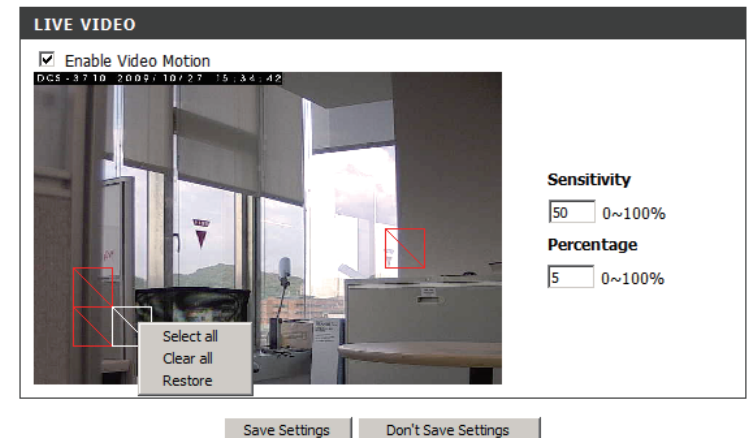 LIVE VIDEO
Enable Video Motion
DCS-3710 2009/10/27 15:34:42
Sensitivity
50 0~100%
Percentage
5 0~100%
Select all
Clear all
Restore
Save Settings Don't Save Settings